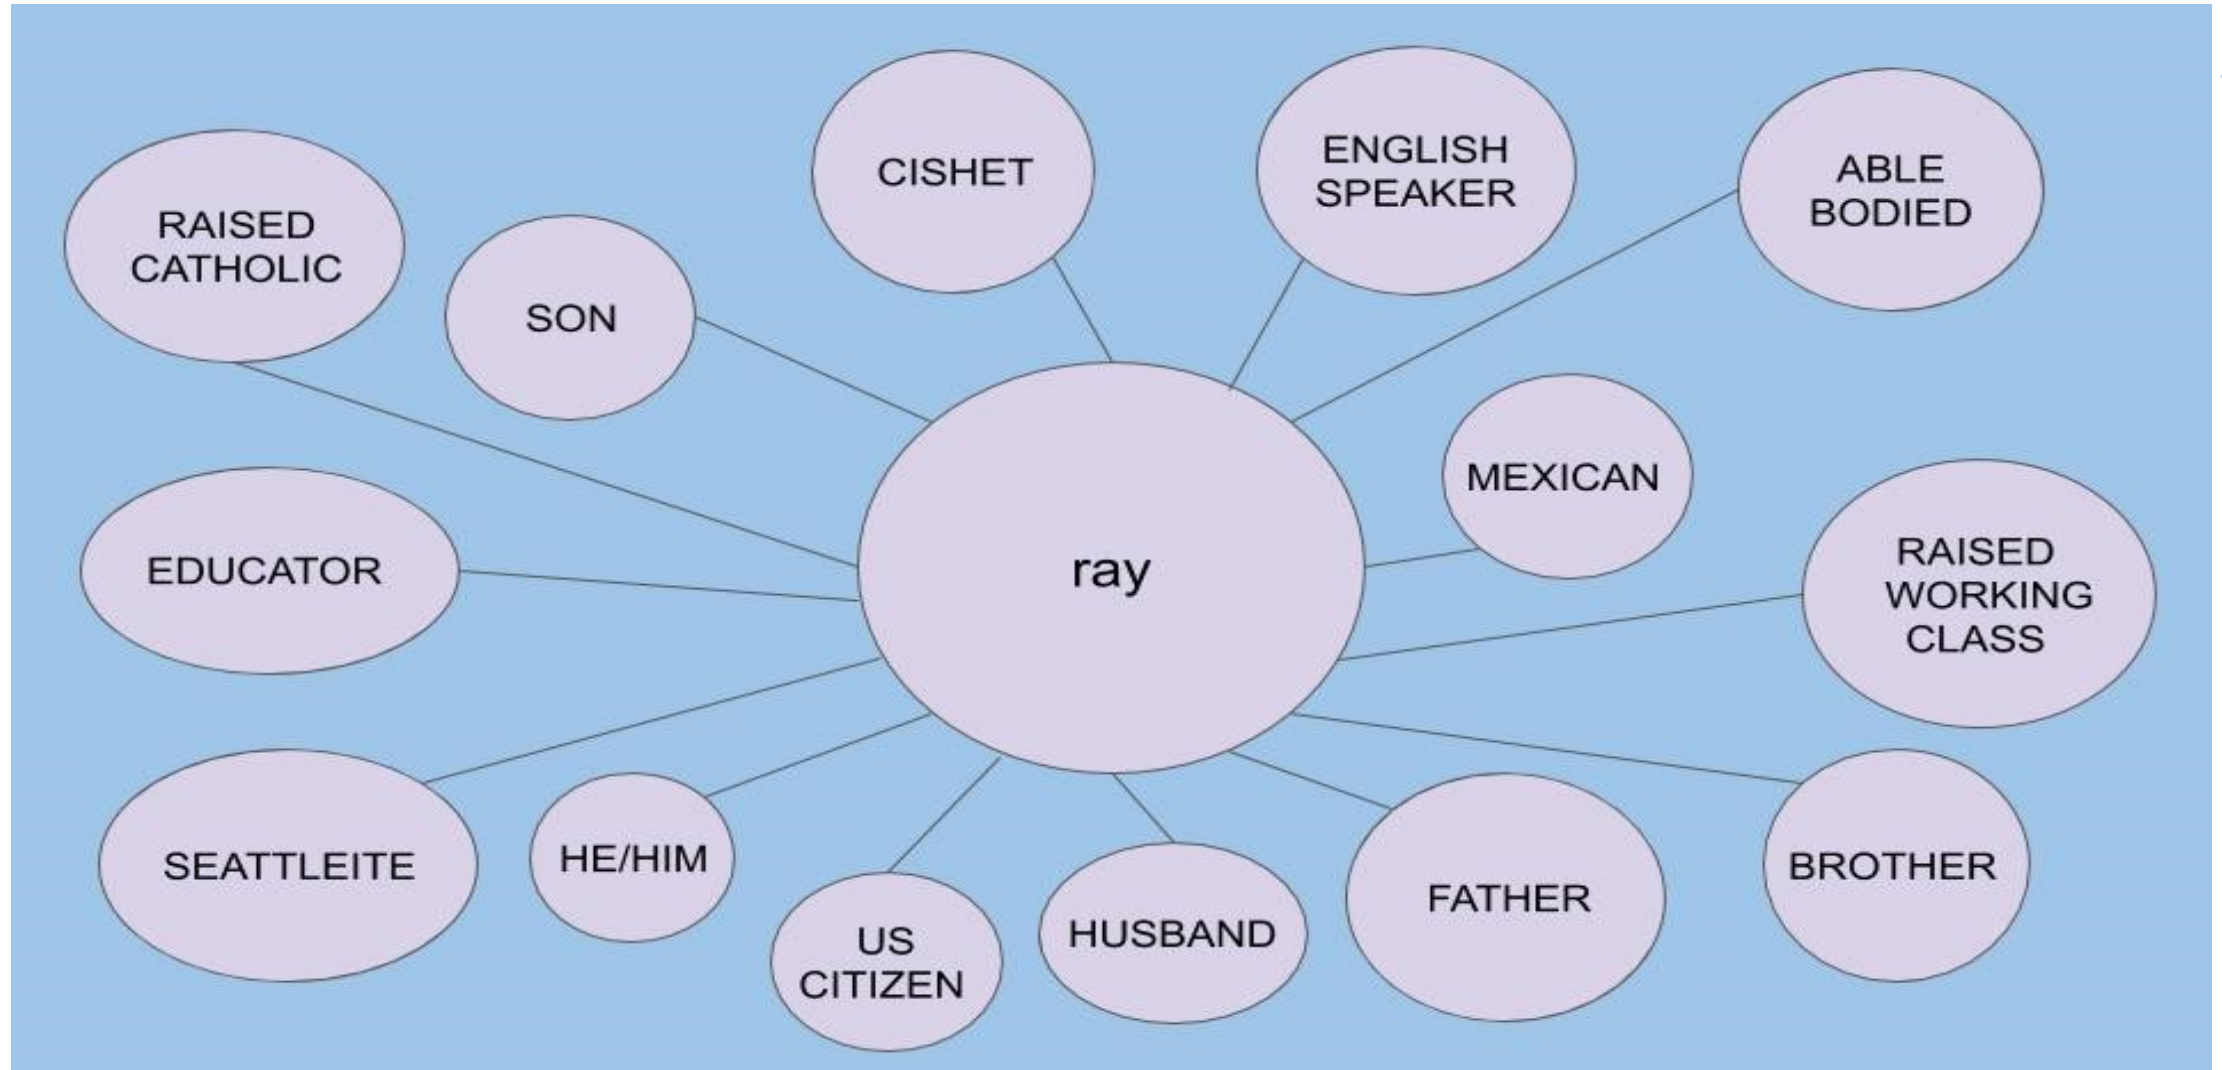 CISHET
ENGLISH
SPEAKER
ABLE
BODIED
RAISED
CATHOLIC
SON
MEXICAN
EDUCATOR
ray
RAISED
WORKING
CLASS
SEATTLEITE
HE/HIM
US
CITIZEN
HUSBAND
FATHER
BROTHER